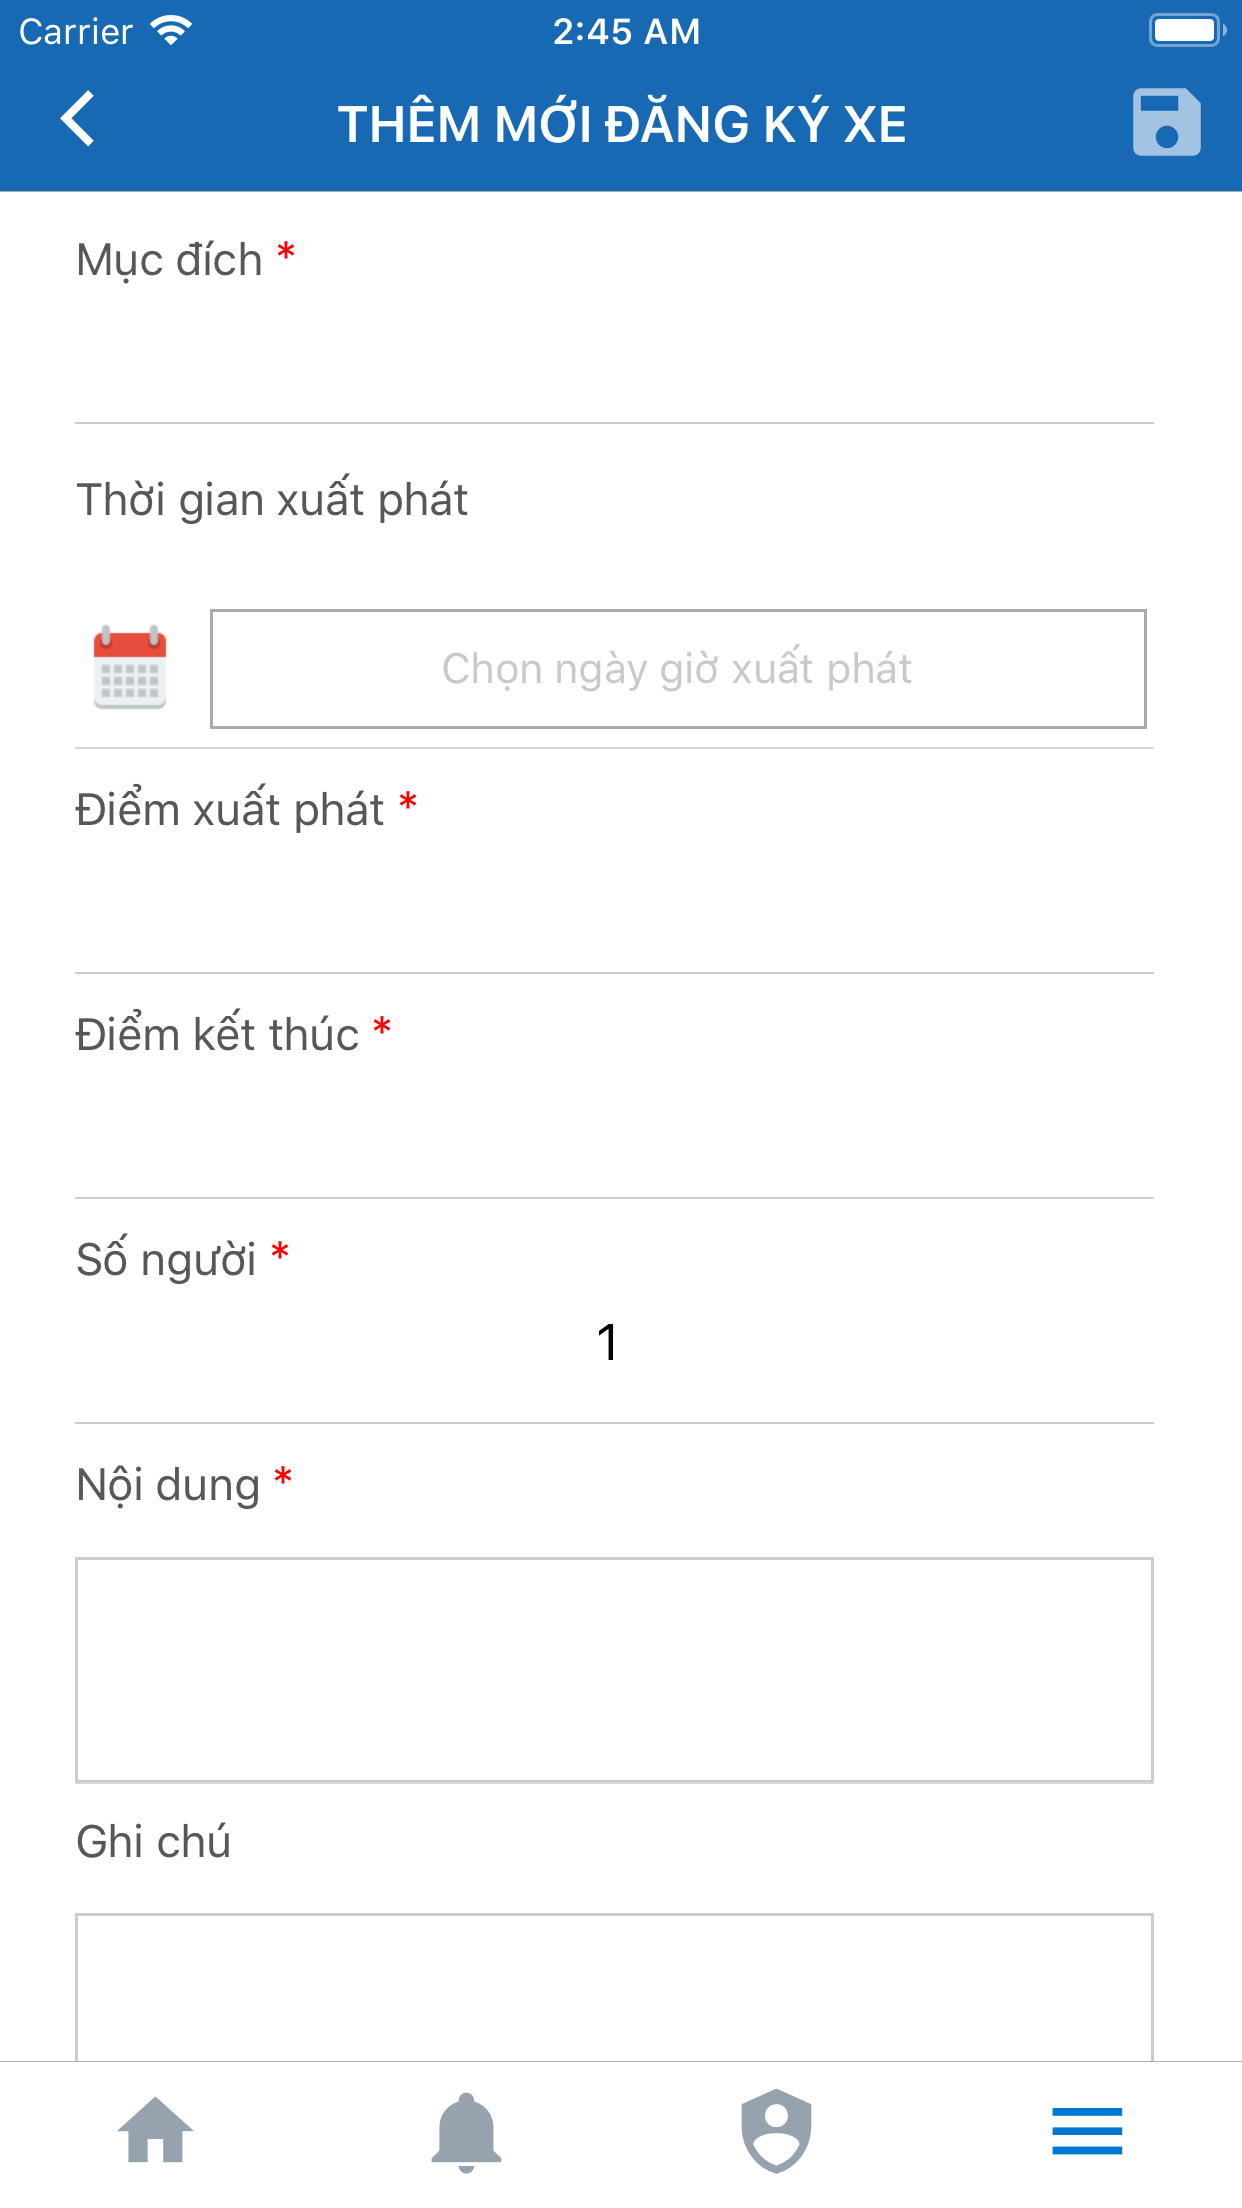 Carrier 2:45 AM
THÊM MỚI ĐĂNG KÝ XE
Mục đích *
Thời gian xuất phát
Chọn ngày giờ xuất phát
Điểm xuất phát *
Điểm kết thúc *
Số người *
1
Nội dung *
Ghi chú